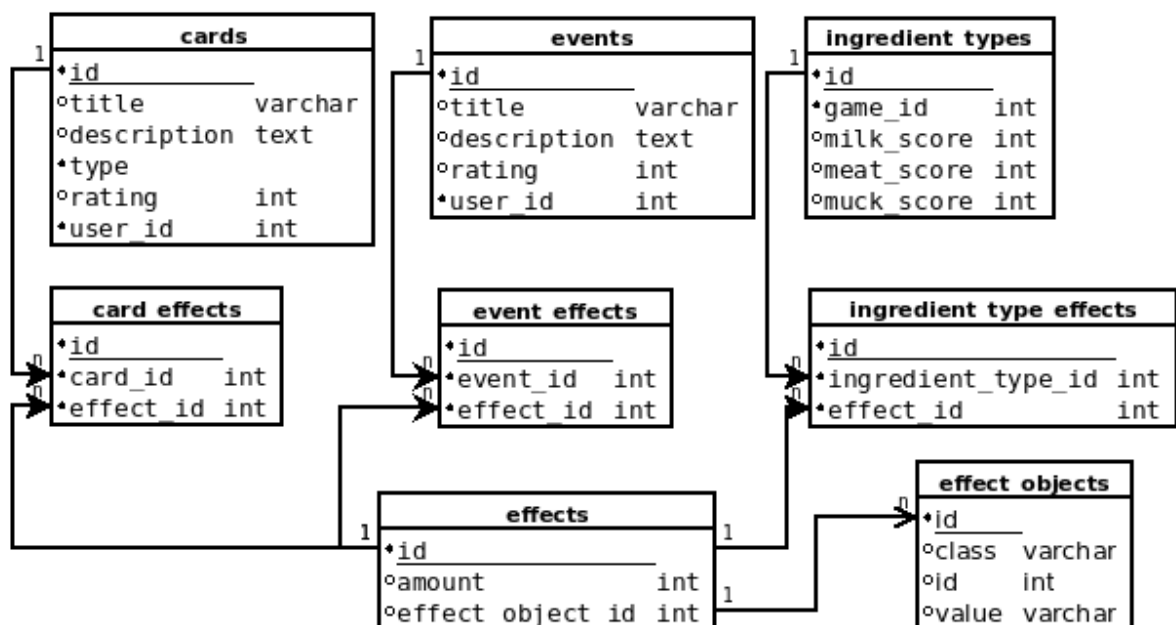 cards
1
id
title varchar
description text
type
rating int
user_id int
events
1
id
title varchar
description text
rating int
user_id int
ingredient types
1
id
game_id int
milk_score int
meat_score int
muck_score int
card effects
id
n
card_id int
n
effect_id int
event effects
id
n
event_id int
n
effect_id int
ingredient type effects
id
n
ingredient_type_id int
n
effect_id int
effects
1
id
1
amount int
1
effect_object_id int
effect objects
n
id
class varchar
id int
value varchar